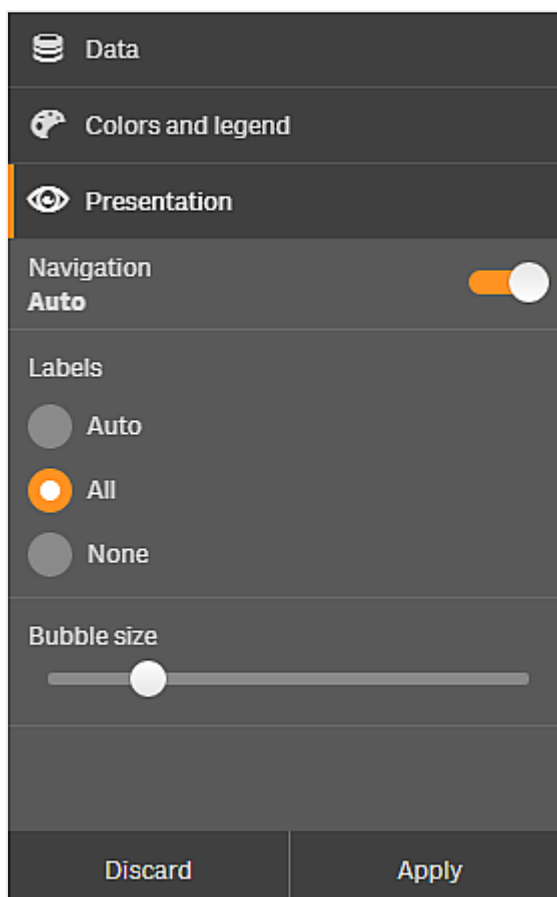 Data
Colors and legend
Presentation
Navigation
Auto
Labels
Auto
All
None
Bubble size
Discard
Apply